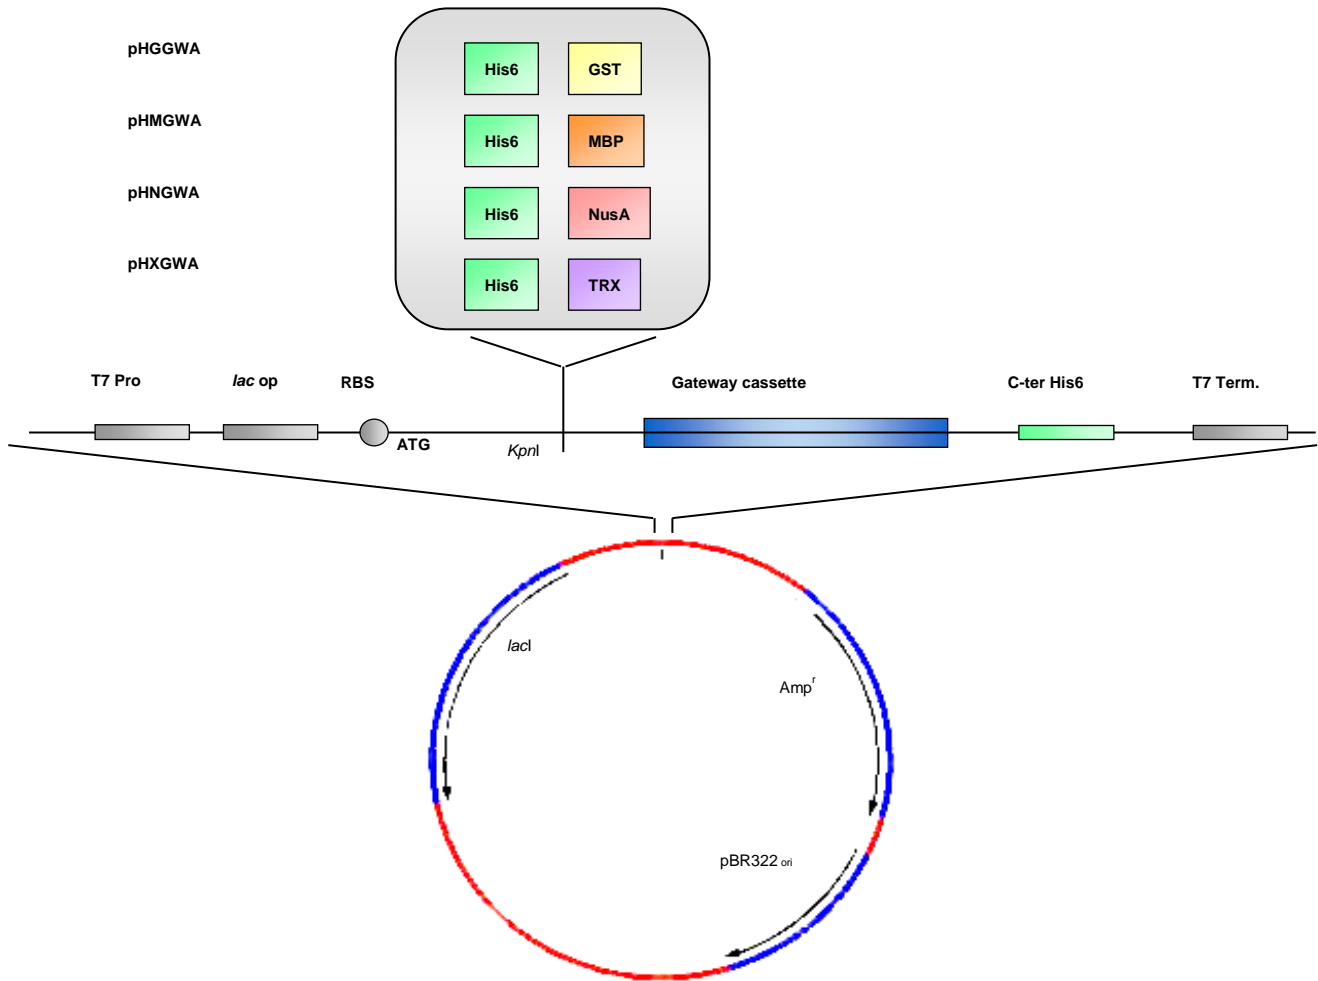 pHGGWA His6 GST
pHMGWA His6 MBP
pHNGWA His6 NusA
pHXGWA His6 TRX
T7 Pro lac op RBS Gateway cassette C-ter His6 T7 Term.
ATG KpnI
lacI
Amp^r
pBR322 ori